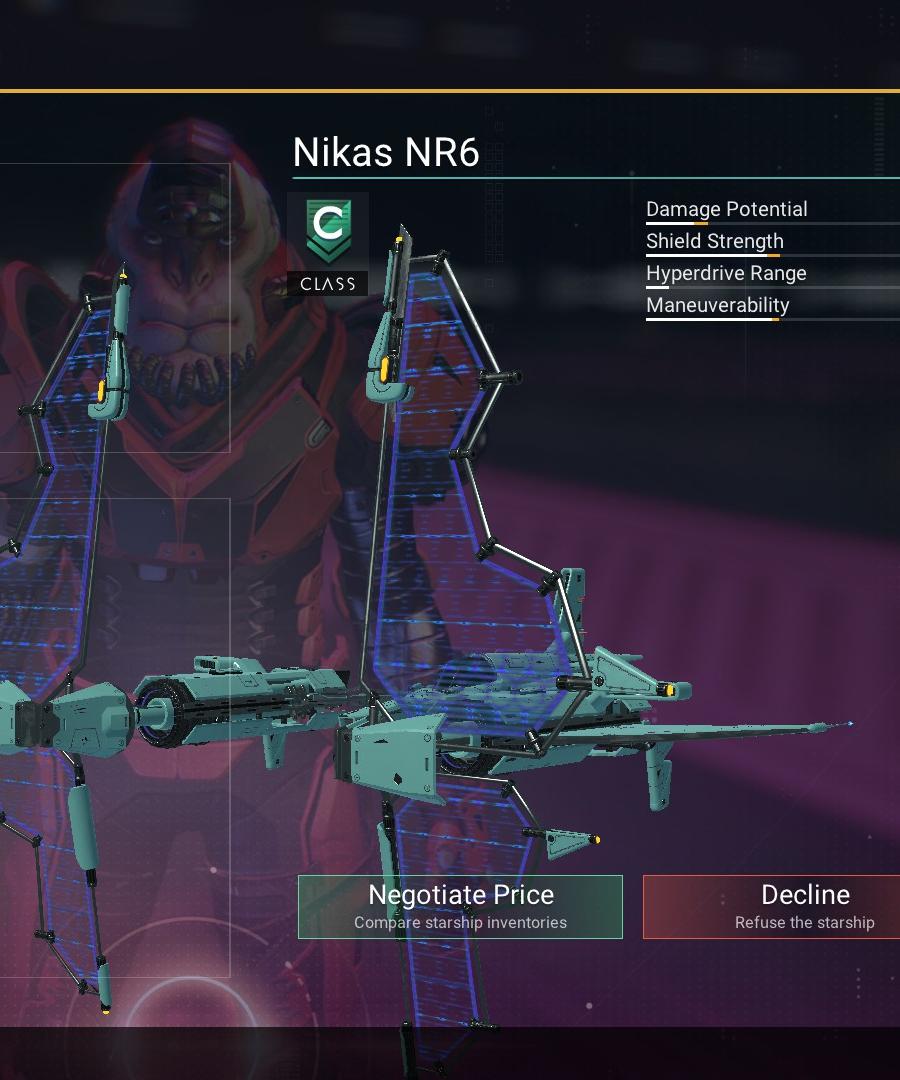 Nikas NR6
C
CLASS
Damage Potential
Shield Strength
Hyperdrive Range
Maneuverability
Negotiate Price
Compare starship inventories
Decline
Refuse the starship